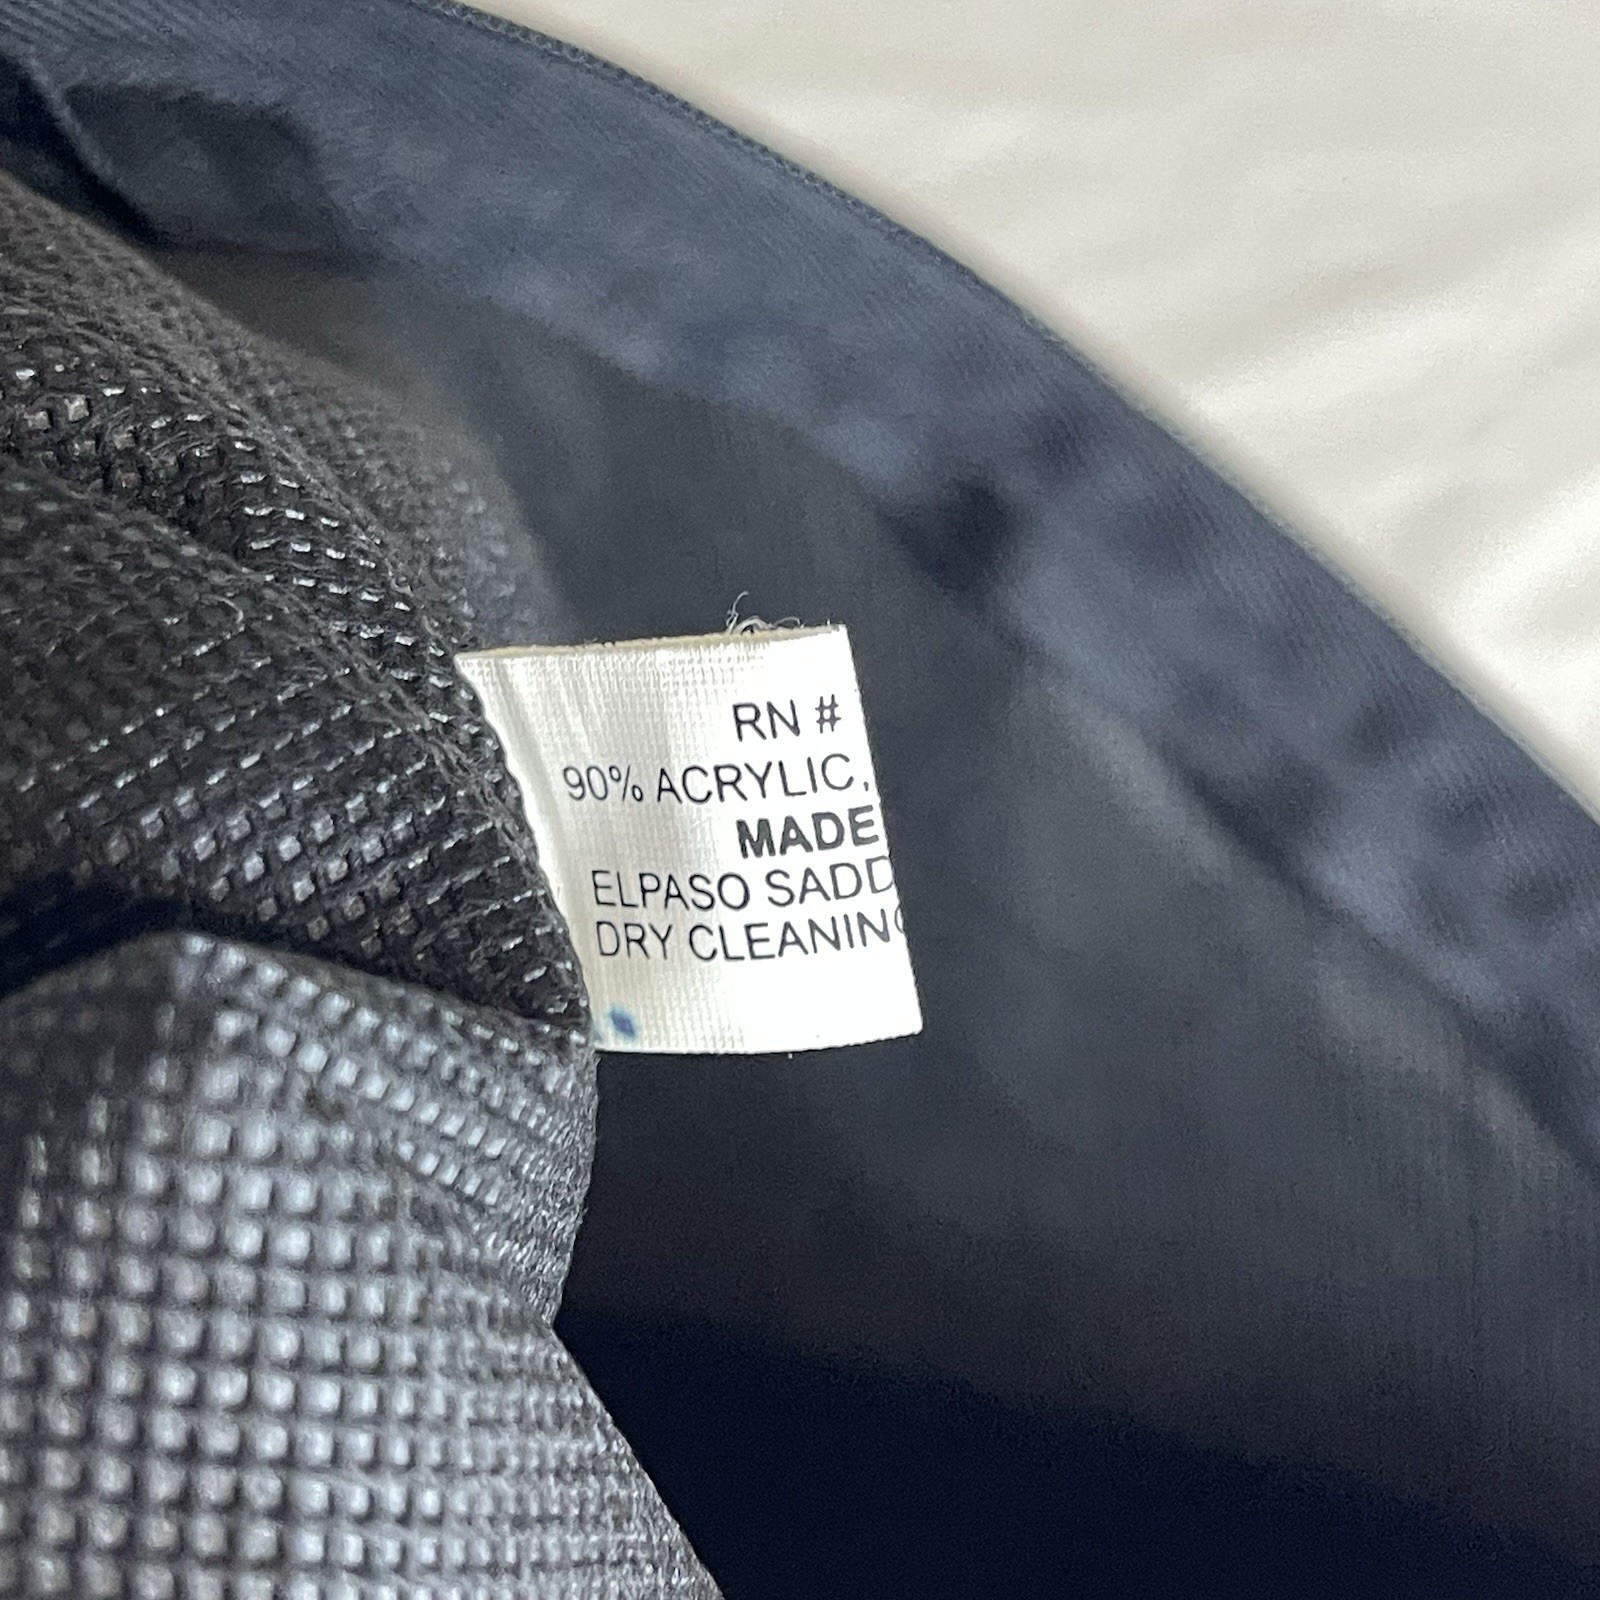 RN #
90% ACRYLIC,
MADE
ELPASO SADD
DRY CLEANING